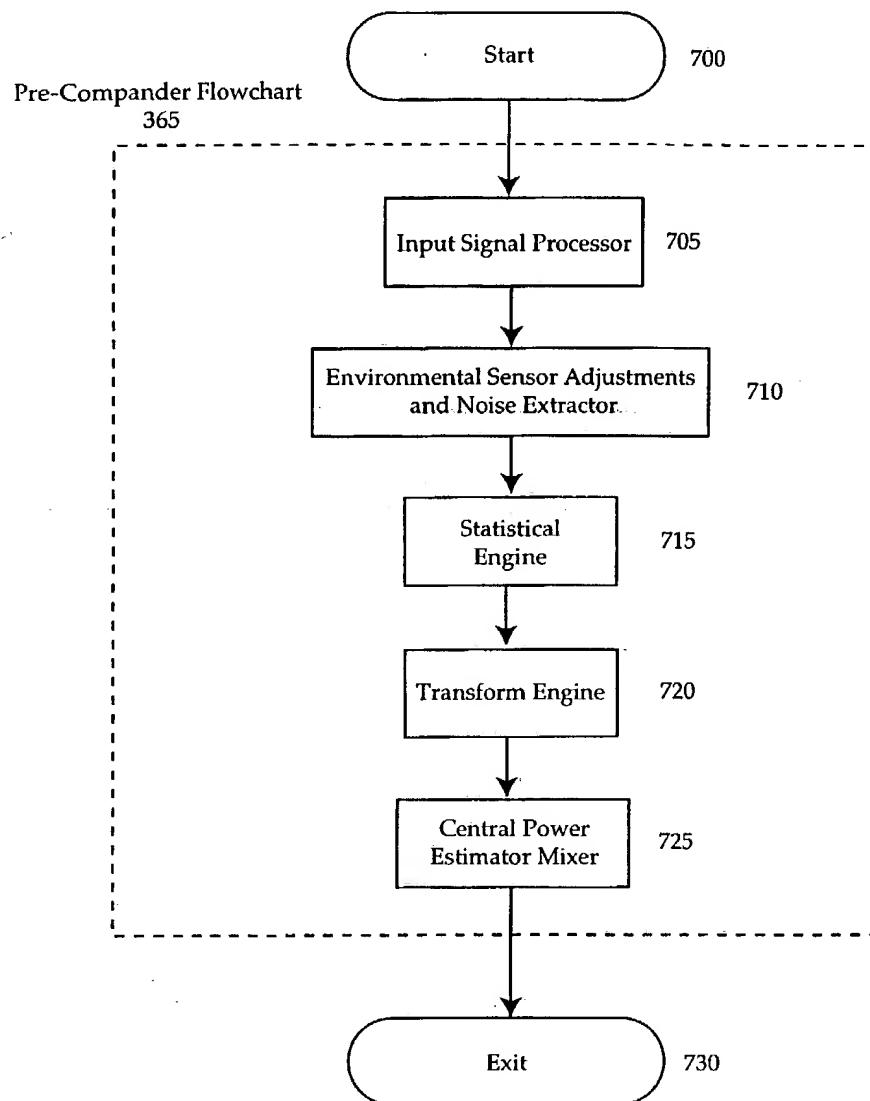 Start
700
Pre-Compander Flowchart
365
Input Signal Processor
705
Environmental Sensor Adjustments
and Noise Extractor
710
Statistical
Engine
715
Transform Engine
720
Central Power
Estimator Mixer
725
Exit
730